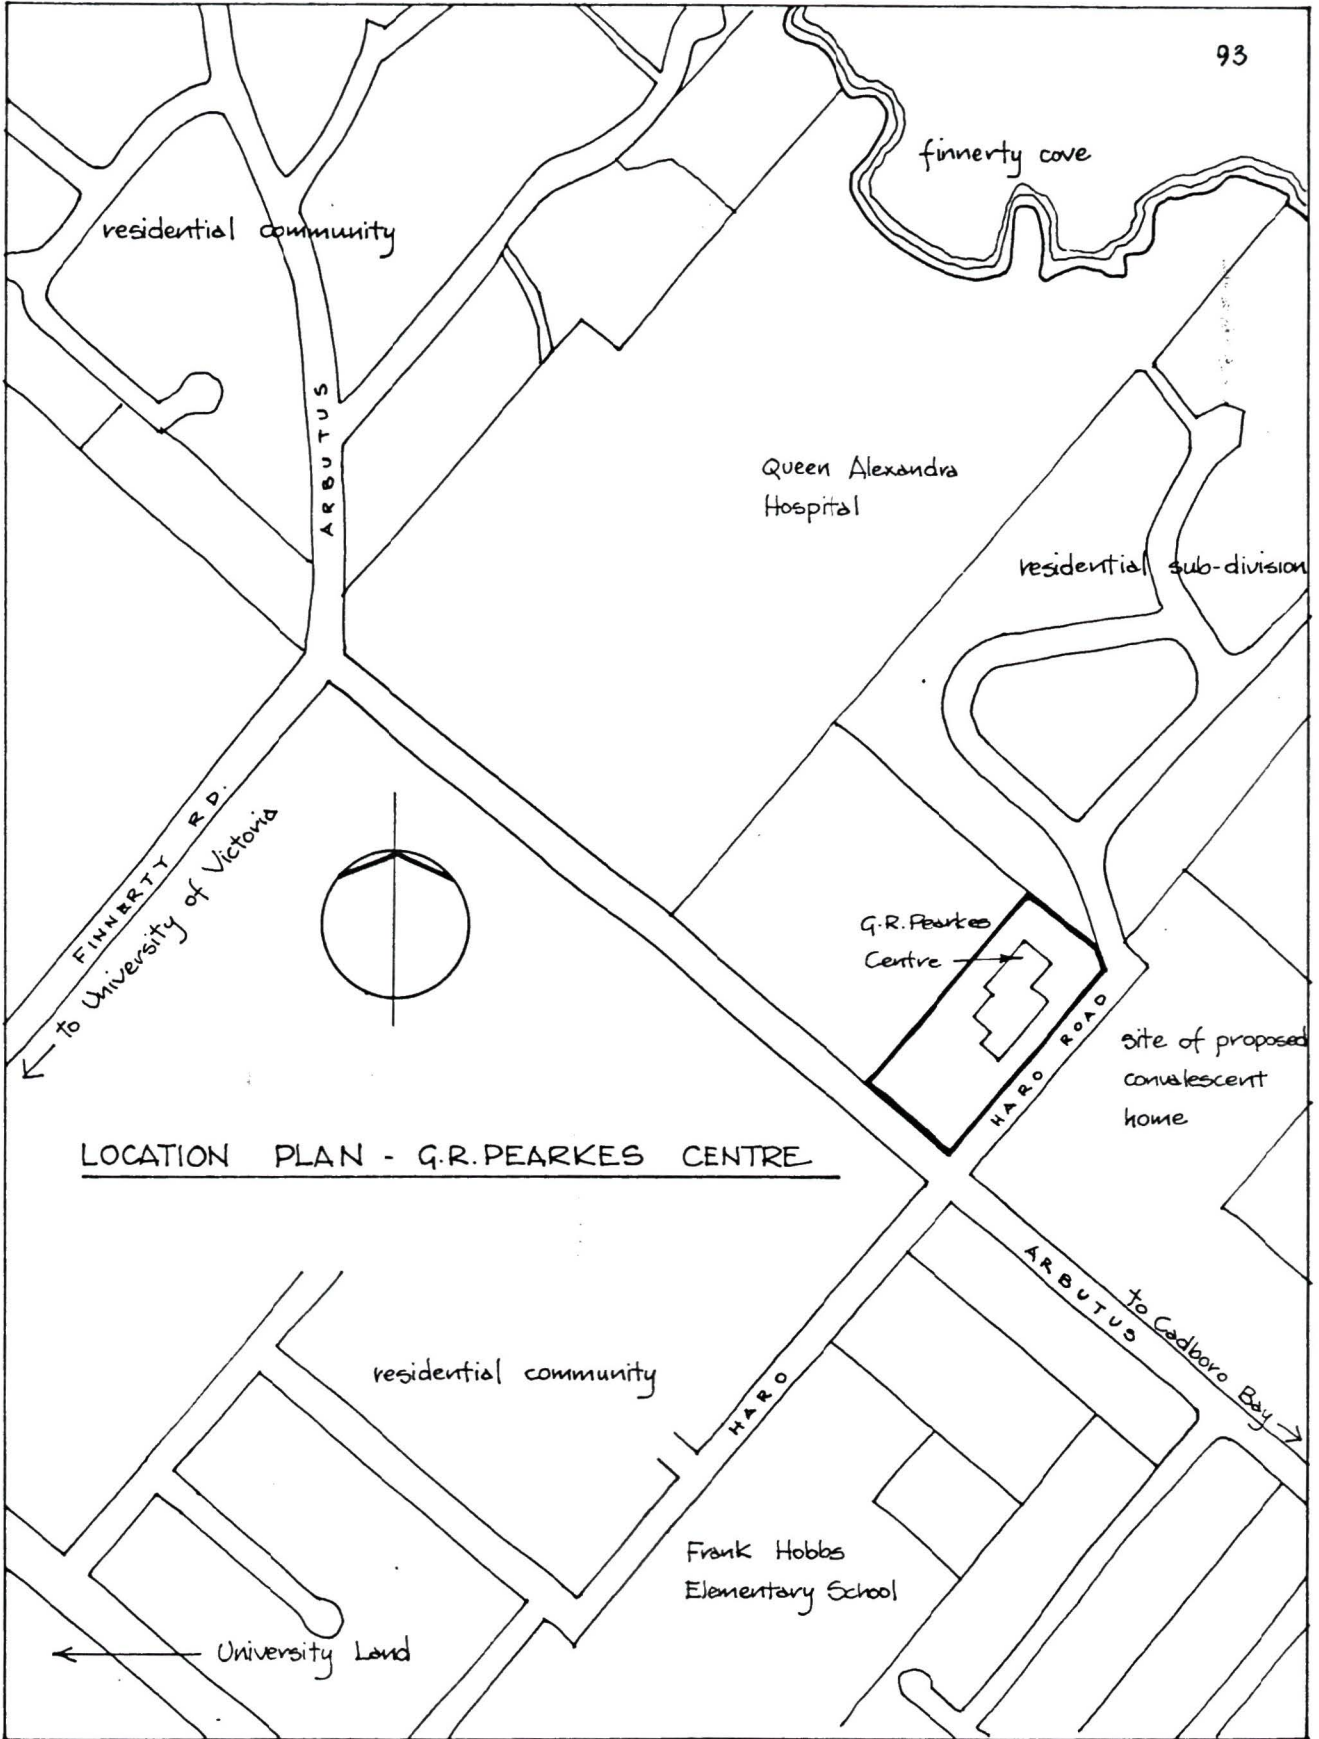 93
finnerty cove
residential community
ARBUTUS
Queen Alexandra
Hospital
residential sub-division
FINNERTY RD.
to University of Victoria
G.R. Pearkes
Centre
HARO ROAD
site of proposed
convalescent
home
LOCATION PLAN - G.R. PEARKES CENTRE
ARBUTUS
to Cadboro Bay
residential community
HARO
Frank Hobbs
Elementary School
University Land